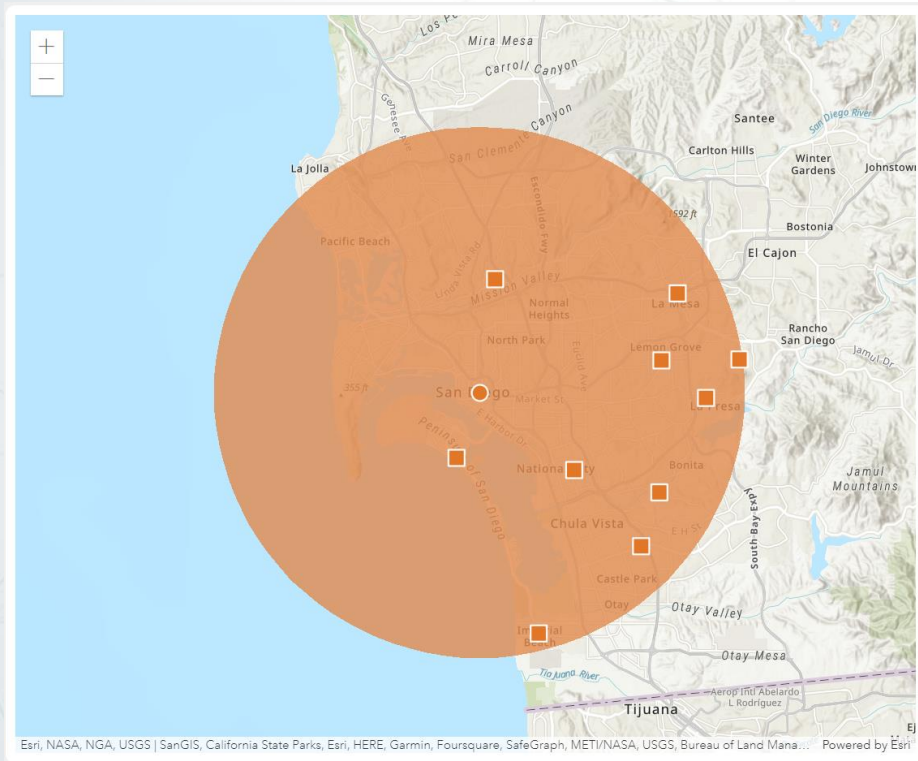 +
−
Los Pe
Mira Mesa
Carroll Canyon
Genesee Ave
San Clemente Canyon
Santee
San Diego River
Carlton Hills
Winter
Gardens
Johnstow
La Jolla
Escondido Fwy
1592 ft
Bostonia
Pacific Beach
Linda Vista Rd
El Cajon
Mission Valley
Normal
Heights
La Mesa
North Park
Euclid Ave
Lemon Grove
Rancho
San Diego
Jamul Dr
355 ft
San Diego
Market St
E Harbor Dr
La Presa
Peninsula of San Diego
National City
Bonita
Jamul
Mountains
Chula Vista
E H St
South Bay Expy
Castle Park
Otay
Otay Valley
Imperial
Beach
Otay Mesa
Tia Juana River
Aerop Intl Abelardo
L Rodriguez
Tijuana
Ej
Esri, NASA, NGA, USGS | SanGIS, California State Parks, Esri, HERE, Garmin, Foursquare, SafeGraph, METI/NASA, USGS, Bureau of Land Mana... Powered by Esri